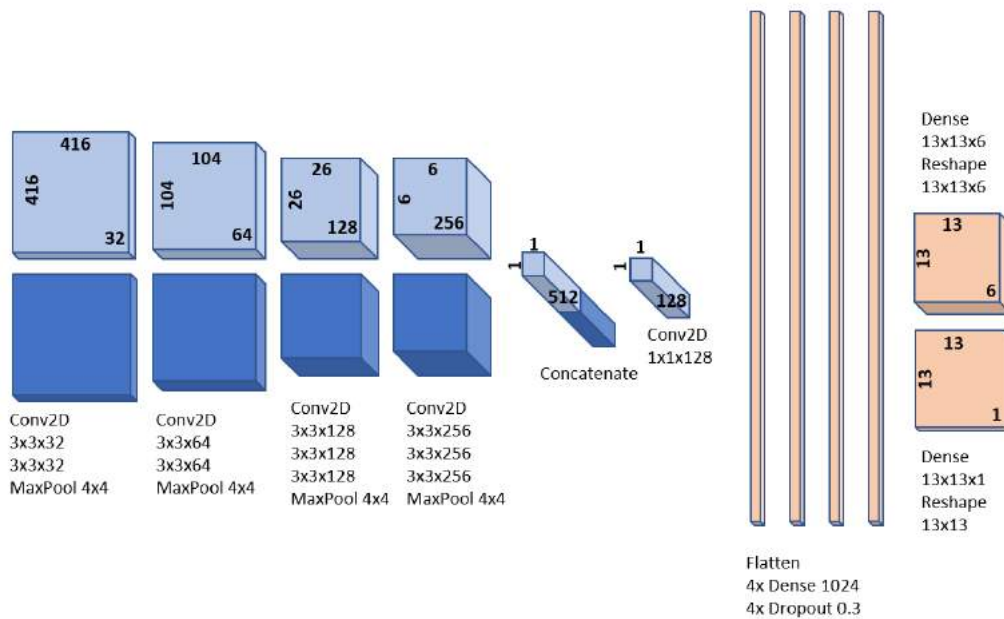 416
416
32
Conv2D
3x3x32
3x3x32
MaxPool 4x4
104
104
64
Conv2D
3x3x64
3x3x64
MaxPool 4x4
26
26
128
Conv2D
3x3x128
3x3x128
3x3x128
MaxPool 4x4
6
6
256
Conv2D
3x3x256
3x3x256
3x3x256
MaxPool 4x4
1
1
512
Concatenate
1
1
128
Conv2D
1x1x128
Flatten
4x Dense 1024
4x Dropout 0.3
Dense
13x13x6
Reshape
13x13x6
13
13
6
13
13
1
Dense
13x13x1
Reshape
13x13